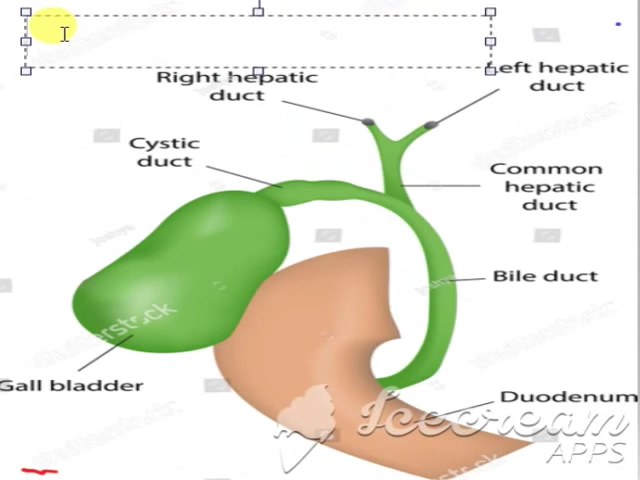 Right hepatic
duct
Left hepatic
duct
Cystic
duct
Common
hepatic
duct
Bile duct
Gall bladder
Duodenum
Icecream
APPS